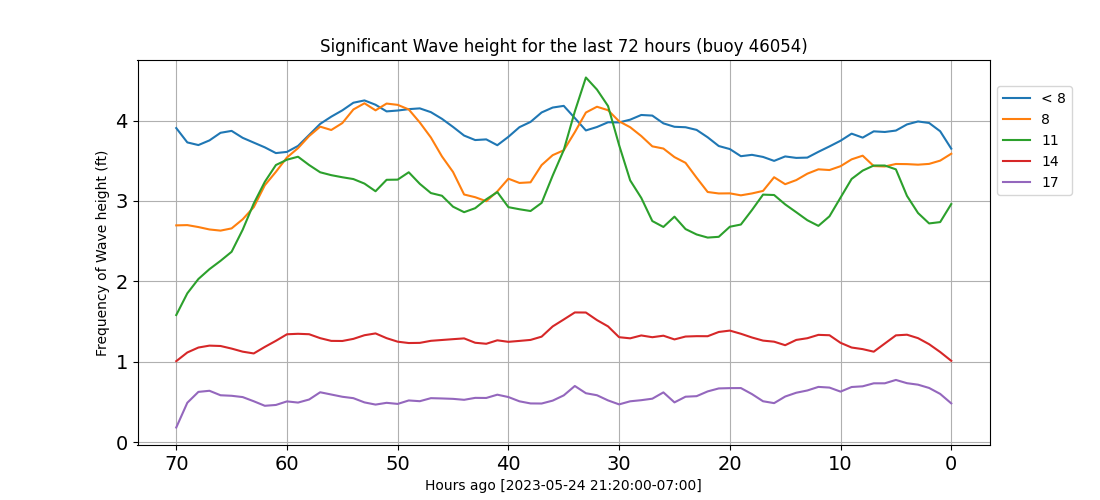 Significant Wave height for the last 72 hours (buoy 46054)
Frequency of Wave height (ft)
4
3
2
1
0
70 60 50 40 30 20 10 0
Hours ago [2023-05-24 21:20:00-07:00]
< 8
8
11
14
17